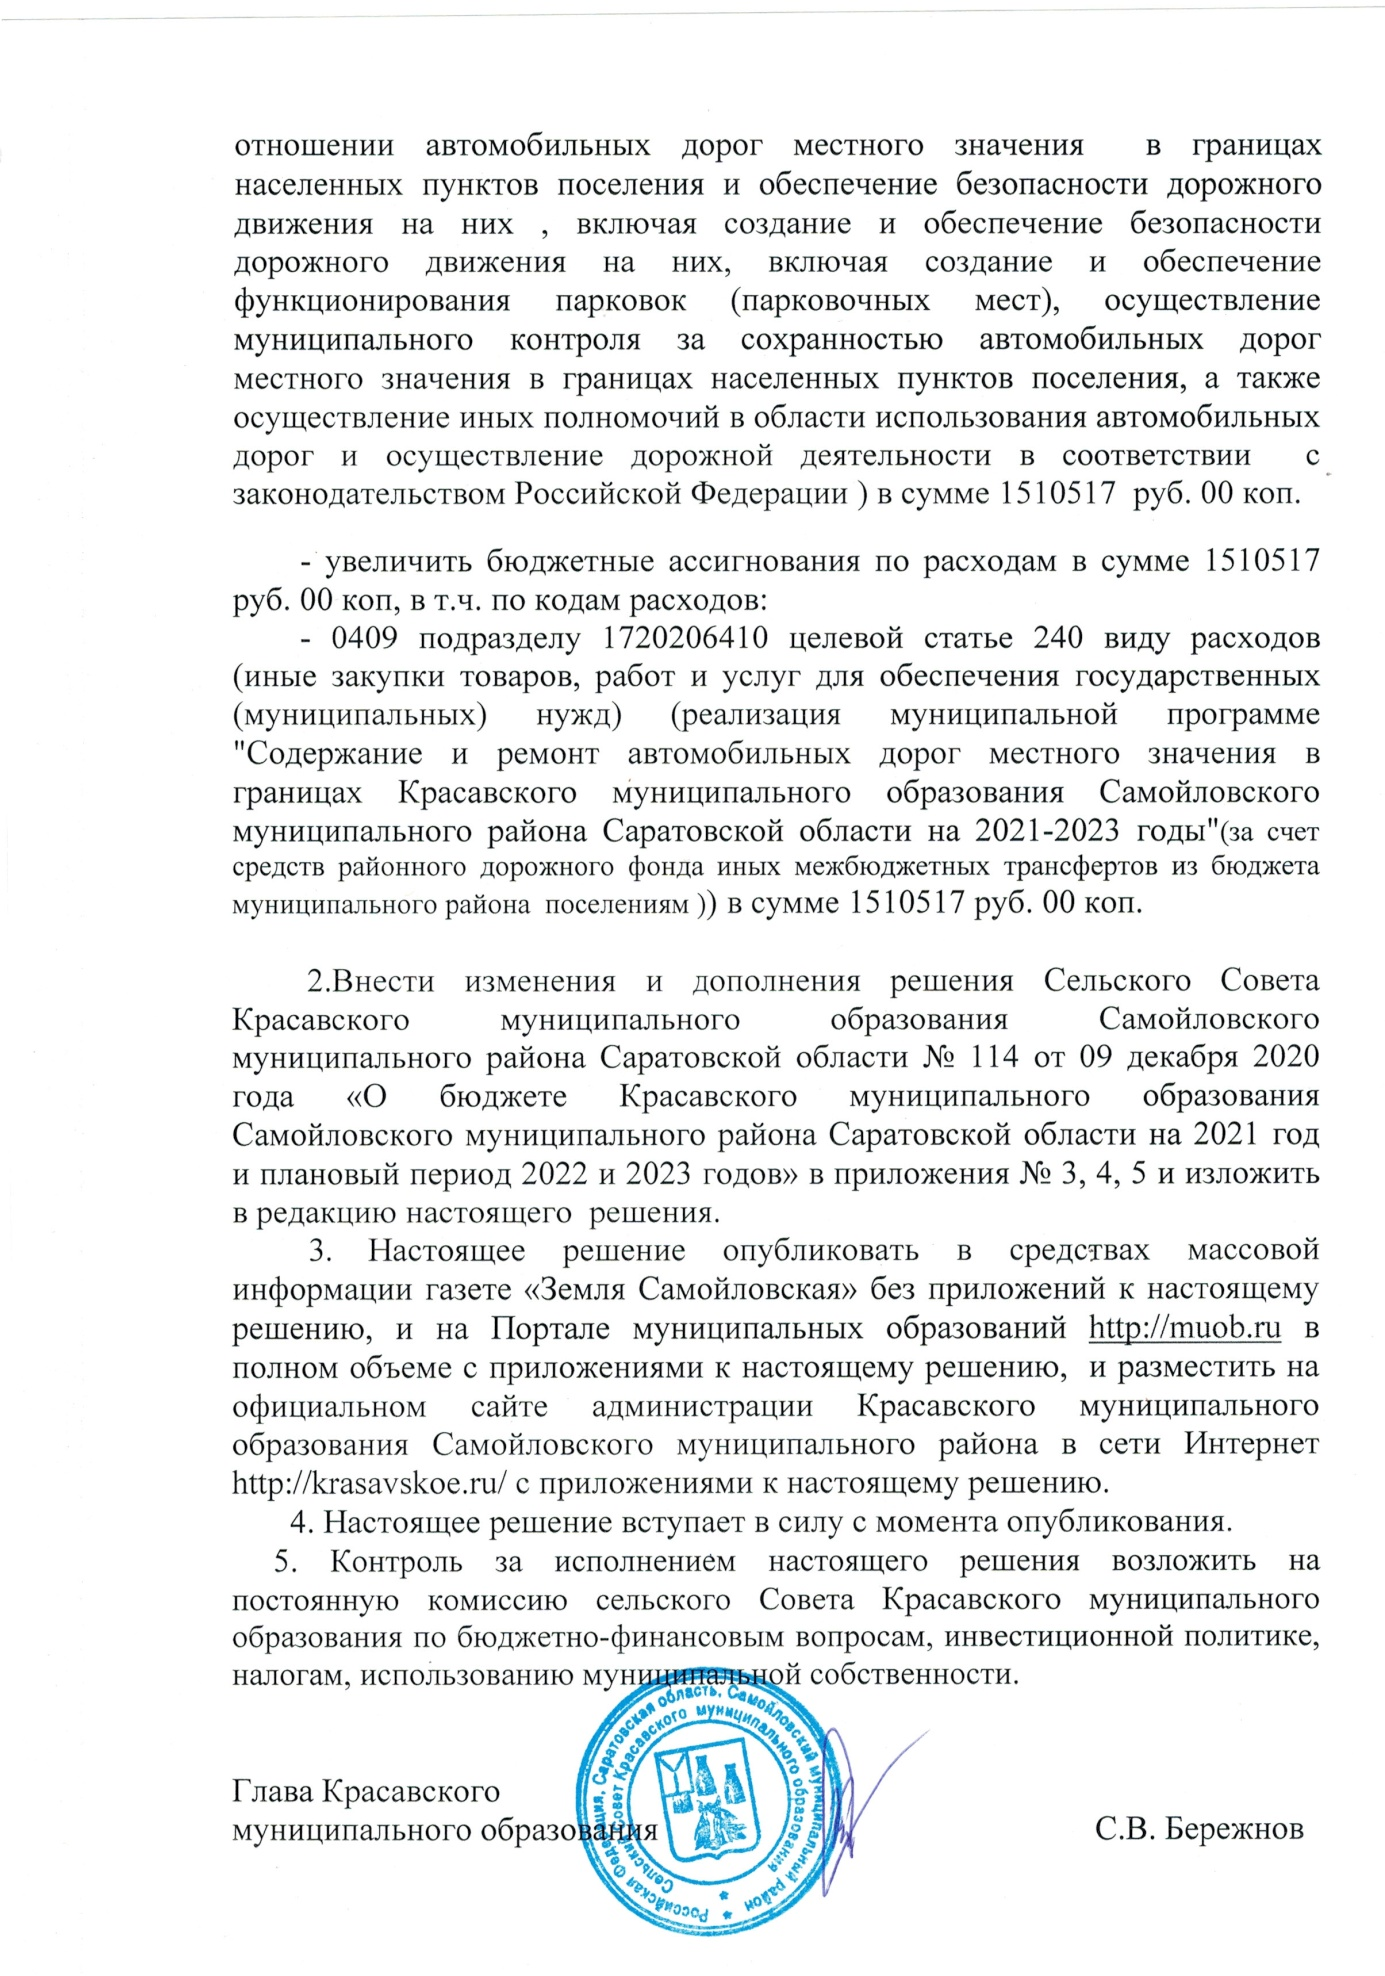 отношении автомобильных дорог местного значения в границах
населенных пунктов поселения и обеспечение безопасности дорожного
движения на них , включая создание и обеспечение безопасности
дорожного движения на них, включая создание и обеспечение
функционирования парковок (парковочных мест), осуществление
муниципального контроля за сохранностью автомобильных дорог
местного значения в границах населенных пунктов поселения, а также
осуществление иных полномочий в области использования автомобильных
дорог и осуществление дорожной деятельности в соответствии с
законодательством Российской Федерации ) в сумме 1510517 руб. 00 коп.
- увеличить бюджетные ассигнования по расходам в сумме 1510517
руб. 00 коп, в т.ч. по кодам расходов:
- 0409 подразделу 1720206410 целевой статье 240 виду расходов
(иные закупки товаров, работ и услуг для обеспечения государственных
(муниципальных) нужд) (реализация муниципальной программе
"Содержание и ремонт автомобильных дорог местного значения в
границах Красавского муниципального образования Самойловского
муниципального района Саратовской области на 2021-2023 годы"(за счет
средств районного дорожного фонда иных межбюджетных трансфертов из бюджета
муниципального района поселениям )) в сумме 1510517 руб. 00 коп.
2.Внести изменения и дополнения решения Сельского Совета
Красавского муниципального образования Самойловского
муниципального района Саратовской области № 114 от 09 декабря 2020
года «О бюджете Красавского муниципального образования
Самойловского муниципального района Саратовской области на 2021 год
и плановый период 2022 и 2023 годов» в приложения № 3, 4, 5 и изложить
в редакцию настоящего решения.
3. Настоящее решение опубликовать в средствах массовой
информации газете «Земля Самойловская» без приложений к настоящему
решению, и на Портале муниципальных образований http://muob.ru в
полном объеме с приложениями к настоящему решению, и разместить на
официальном сайте администрации Красавского муниципального
образования Самойловского муниципального района в сети Интернет
http://krasavskoe.ru/ с приложениями к настоящему решению.
4. Настоящее решение вступает в силу с момента опубликования.
5. Контроль за исполнением настоящего решения возложить на
постоянную комиссию сельского Совета Красавского муниципального
образования по бюджетно-финансовым вопросам, инвестиционной политике,
налогам, использованию муниципальной собственности.
Глава Красавского
муниципального образования С.В. Бережнов
Российская Федерация, Саратовская область, Самойловский муниципальный район
Сельский Совет Красавского муниципального образования